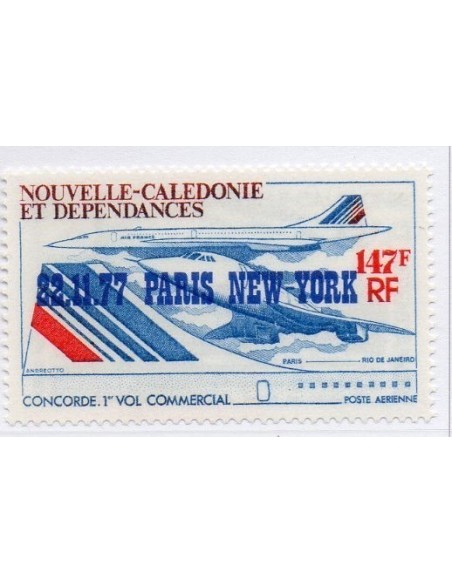 NOUVELLE-CALEDONIE
ET DEPENDANCES
AIR FRANCE
147F
22.11.77 PARIS NEW-YORK
RF
PARIS RIO DE JANEIRO
ANDREOTTO
CONCORDE.1er VOL COMMERCIAL POSTE AERIENNE